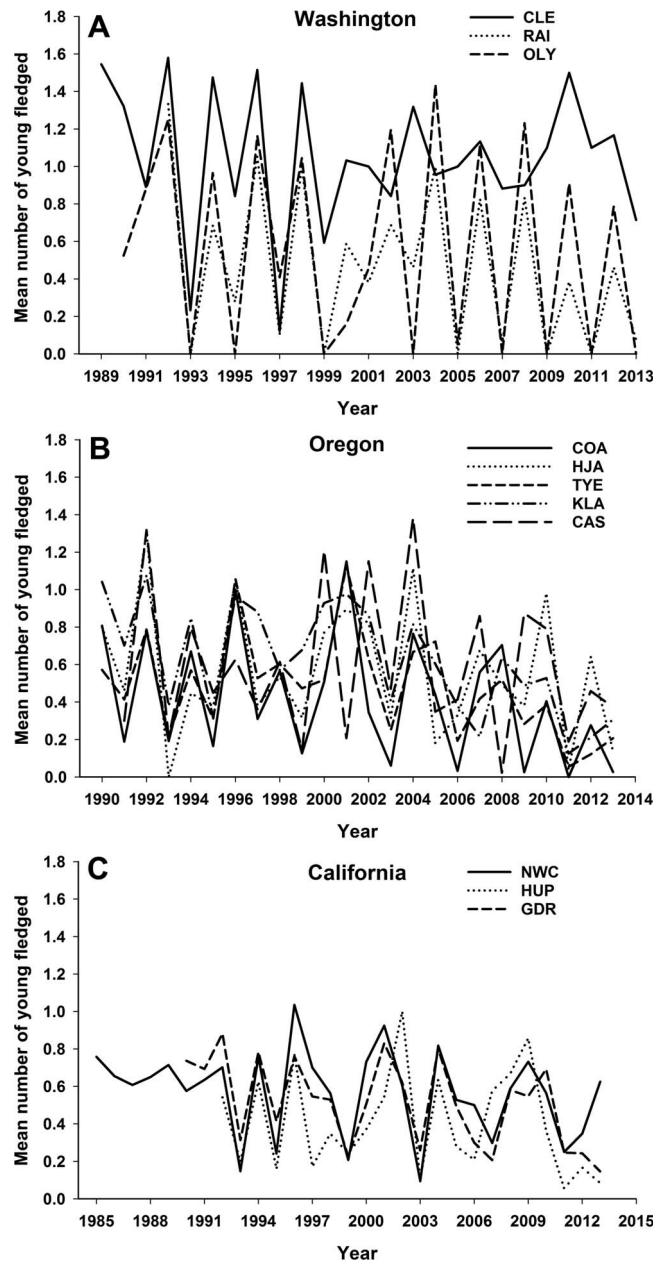 A
Washington
CLE
RAI
OLY
Mean number of young fledged
1.8
1.6
1.4
1.2
1.0
0.8
0.6
0.4
0.2
0.0
1989 1991 1993 1995 1997 1999 2001 2003 2005 2007 2009 2011 2013
Year
B
Oregon
COA
HJA
TYE
KLA
CAS
Mean number of young fledged
1.8
1.6
1.4
1.2
1.0
0.8
0.6
0.4
0.2
0.0
1990 1992 1994 1996 1998 2000 2002 2004 2006 2008 2010 2012 2014
Year
C
California
NWC
HUP
GDR
Mean number of young fledged
1.8
1.6
1.4
1.2
1.0
0.8
0.6
0.4
0.2
0.0
1985 1988 1991 1994 1997 2000 2003 2006 2009 2012 2015
Year